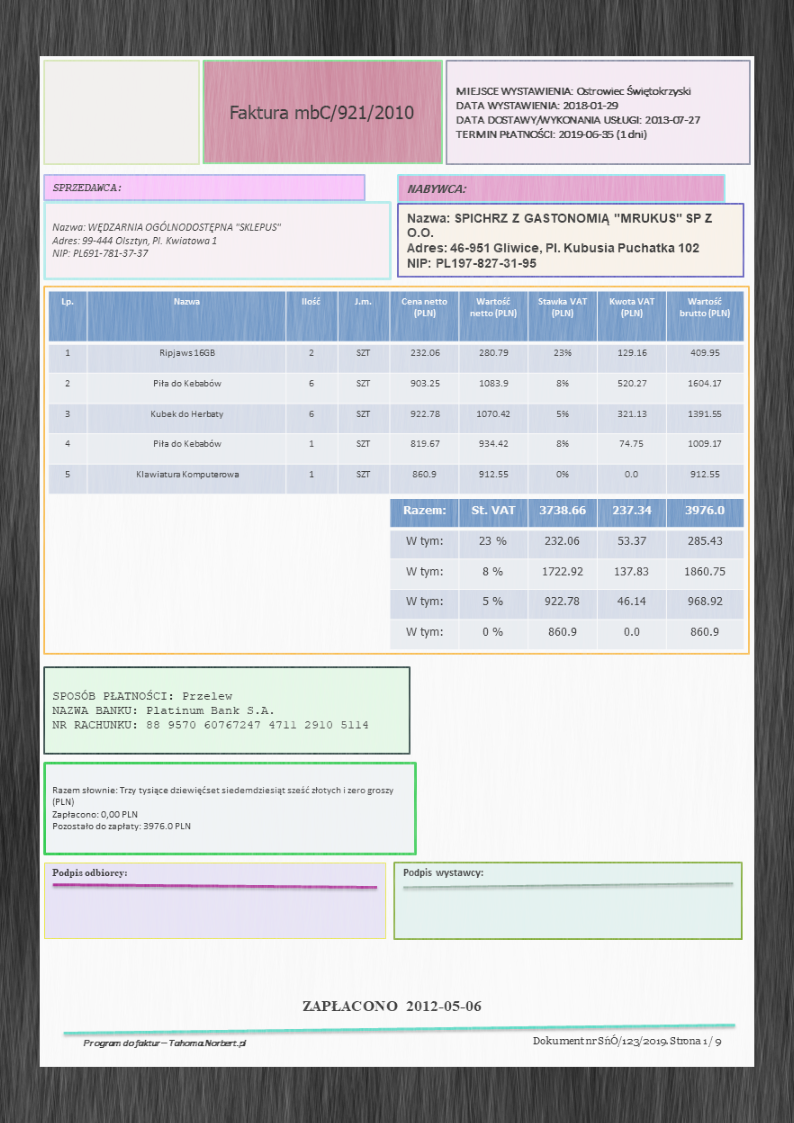 Faktura mbC/921/2010
MIEJSCE WYSTAWIENIA: Ostrowiec Świętokrzyski
DATA WYSTAWIENIA: 2018-01-29
DATA DOSTAWY/WYKONANIA USŁUGI: 2013-07-27
TERMIN PŁATNOŚCI: 2019-06-35 (1 dni)
SPRZEDAWCA:
Nazwa: WĘDZARNIA OGÓLNODOSTĘPNA "SKLEPUS"
Adres: 99-444 Olsztyn, Pl. Kwiatowa 1
NIP: PL691-781-37-37
NABYWCA:
Nazwa: SPICHRZ Z GASTONOMIĄ "MRUKUS" SP Z
O.O.
Adres: 46-951 Gliwice, Pl. Kubusia Puchatka 102
NIP: PL197-827-31-95
Lp. Nazwa Ilość J.m. Cena netto (PLN) Wartość netto (PLN) Stawka VAT (PLN) Kwota VAT (PLN) Wartość brutto (PLN)
1 Ripjaws 16GB 2 SZT 232.06 280.79 23% 129.16 409.95
2 Piła do Kebabów 6 SZT 903.25 1083.9 8% 520.27 1604.17
3 Kubek do Herbaty 6 SZT 922.78 1070.42 5% 321.13 1391.55
4 Piła do Kebabów 1 SZT 819.67 934.42 8% 74.75 1009.17
5 Klawiatura Komputerowa 1 SZT 860.9 912.55 0% 0.0 912.55
Razem: St. VAT 3738.66 237.34 3976.0
W tym: 23 % 232.06 53.37 285.43
W tym: 8 % 1722.92 137.83 1860.75
W tym: 5 % 922.78 46.14 968.92
W tym: 0 % 860.9 0.0 860.9
SPOSÓB PŁATNOŚCI: Przelew
NAZWA BANKU: Platinum Bank S.A.
NR RACHUNKU: 88 9570 60767247 4711 2910 5114
Razem słownie: Trzy tysiące dziewięćset siedemdziesiąt sześć złotych i zero groszy
(PLN)
Zapłacono: 0,00 PLN
Pozostało do zapłaty: 3976.0 PLN
Podpis odbiorcy:
Podpis wystawcy:
ZAPŁACONO 2012-05-06
Program do faktur – Tahoma.Norbert.pl
Dokument nr SńÓ/123/2019. Strona 1 / 9